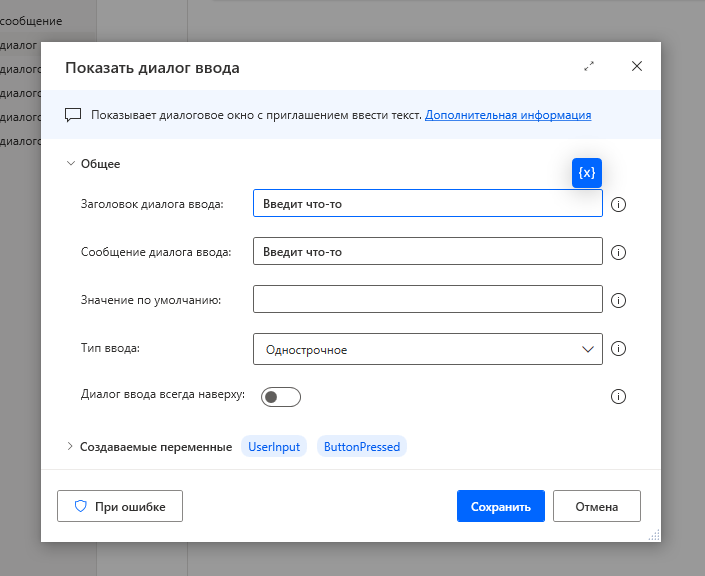 сообщение
диалог
диалого
диалого
диалого
диалого
Показать диалог ввода
Показывает диалоговое окно с приглашением ввести текст. Дополнительная информация
Общее
{x}
Заголовок диалога ввода: Введит что-то
Сообщение диалога ввода: Введит что-то
Значение по умолчанию:
Тип ввода: Однострочное
Диалог ввода всегда наверху:
Создаваемые переменные UserInput ButtonPressed
При ошибке Сохранить Отмена